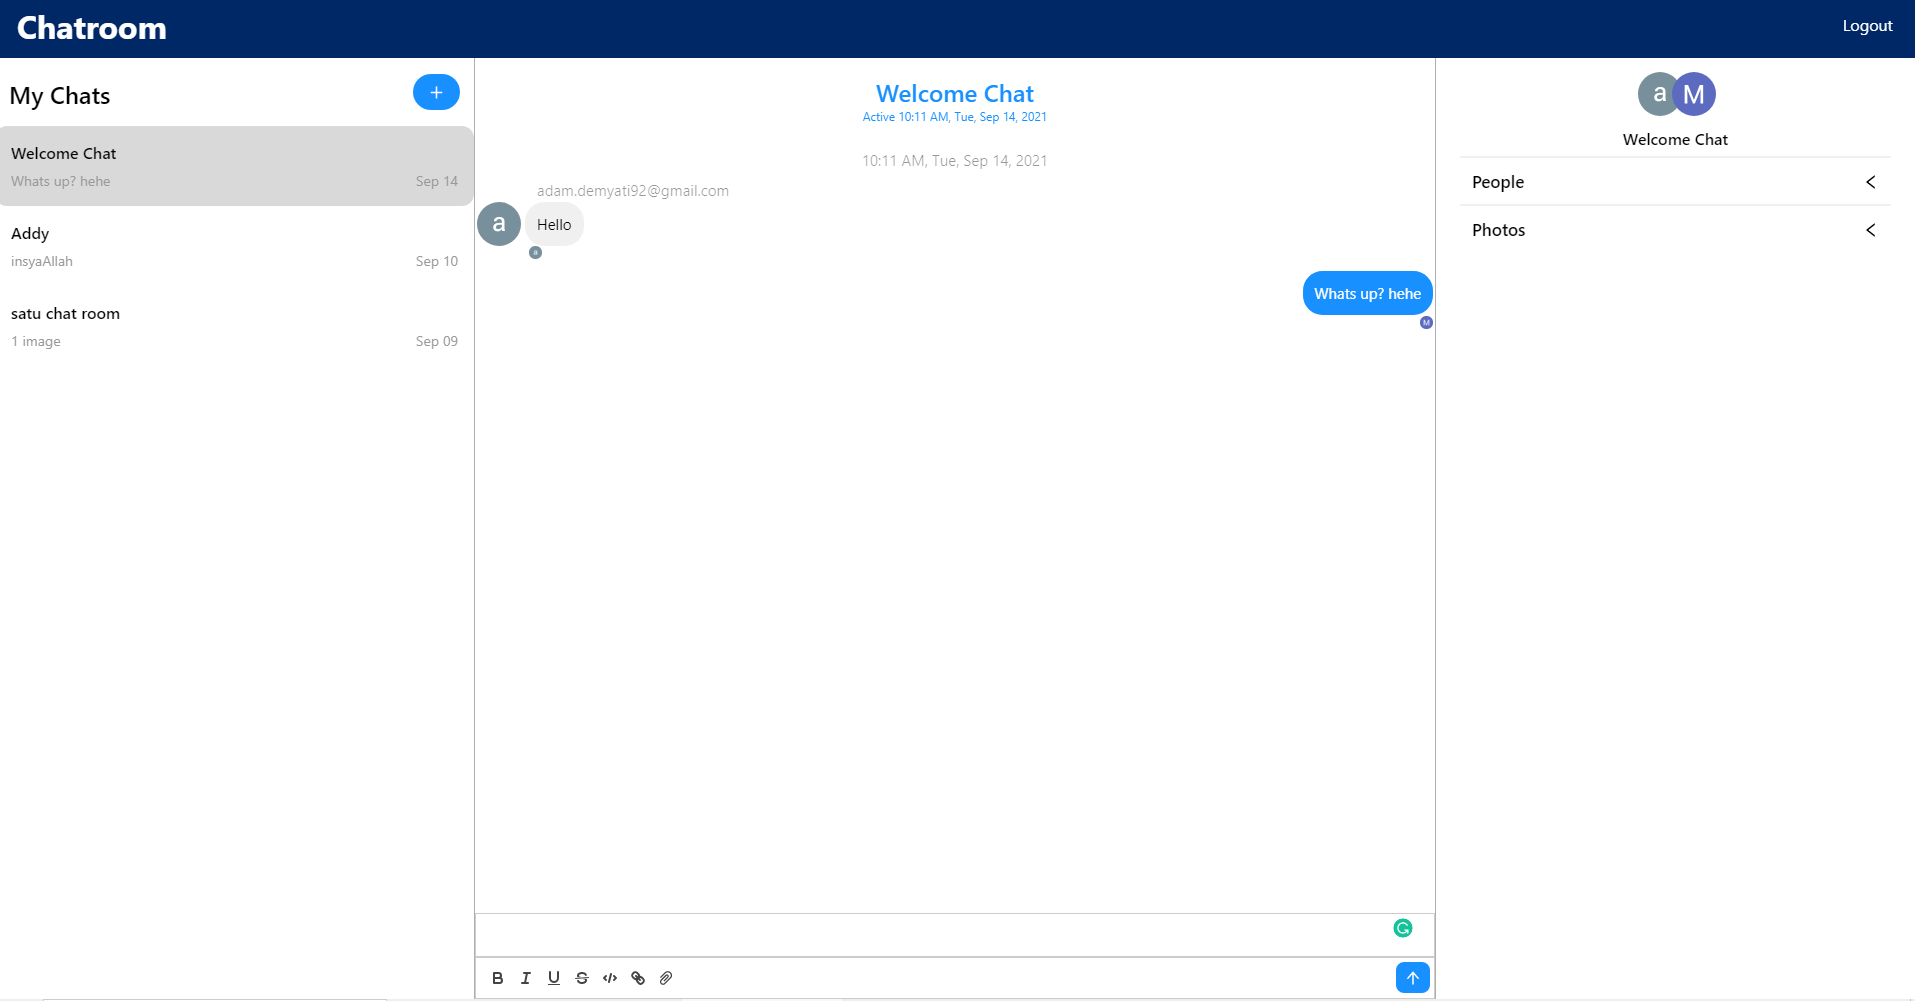 Chatroom
Logout
My Chats
+
Welcome Chat
Whats up? hehe
Sep 14
Addy
insyaAllah
Sep 10
satu chat room
1 image
Sep 09
Welcome Chat
Active 10:11 AM, Tue, Sep 14, 2021
10:11 AM, Tue, Sep 14, 2021
adam.demyati92@gmail.com
a
Hello
a
Whats up? hehe
M
B I U S </>
a M
Welcome Chat
People
Photos